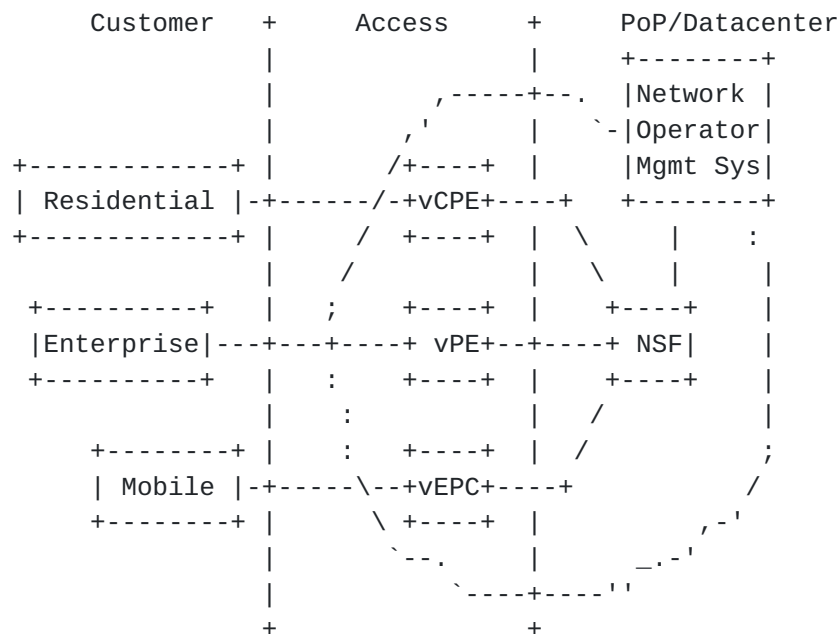 Customer + Access + PoP/Datacenter
| | +--------+
| ,-----+--. |Network |
| ,' | `-|Operator|
+-------------+ | /+----+ | |Mgmt Sys|
| Residential |-+------/-+vCPE+----+ +--------+
+-------------+ | / +----+ | \ | :
| / | \ | |
+----------+ | ; +----+ | +----+ |
|Enterprise|---+---+----+ vPE+--+----+ NSF| |
+----------+ | : +----+ | +----+ |
| : | / |
+--------+ | : +----+ | / ;
| Mobile |-+-----\--+vEPC+----+ /
+--------+ | \ +----+ | ,-'
| `--. | _.-'
| `----+----''
+ +